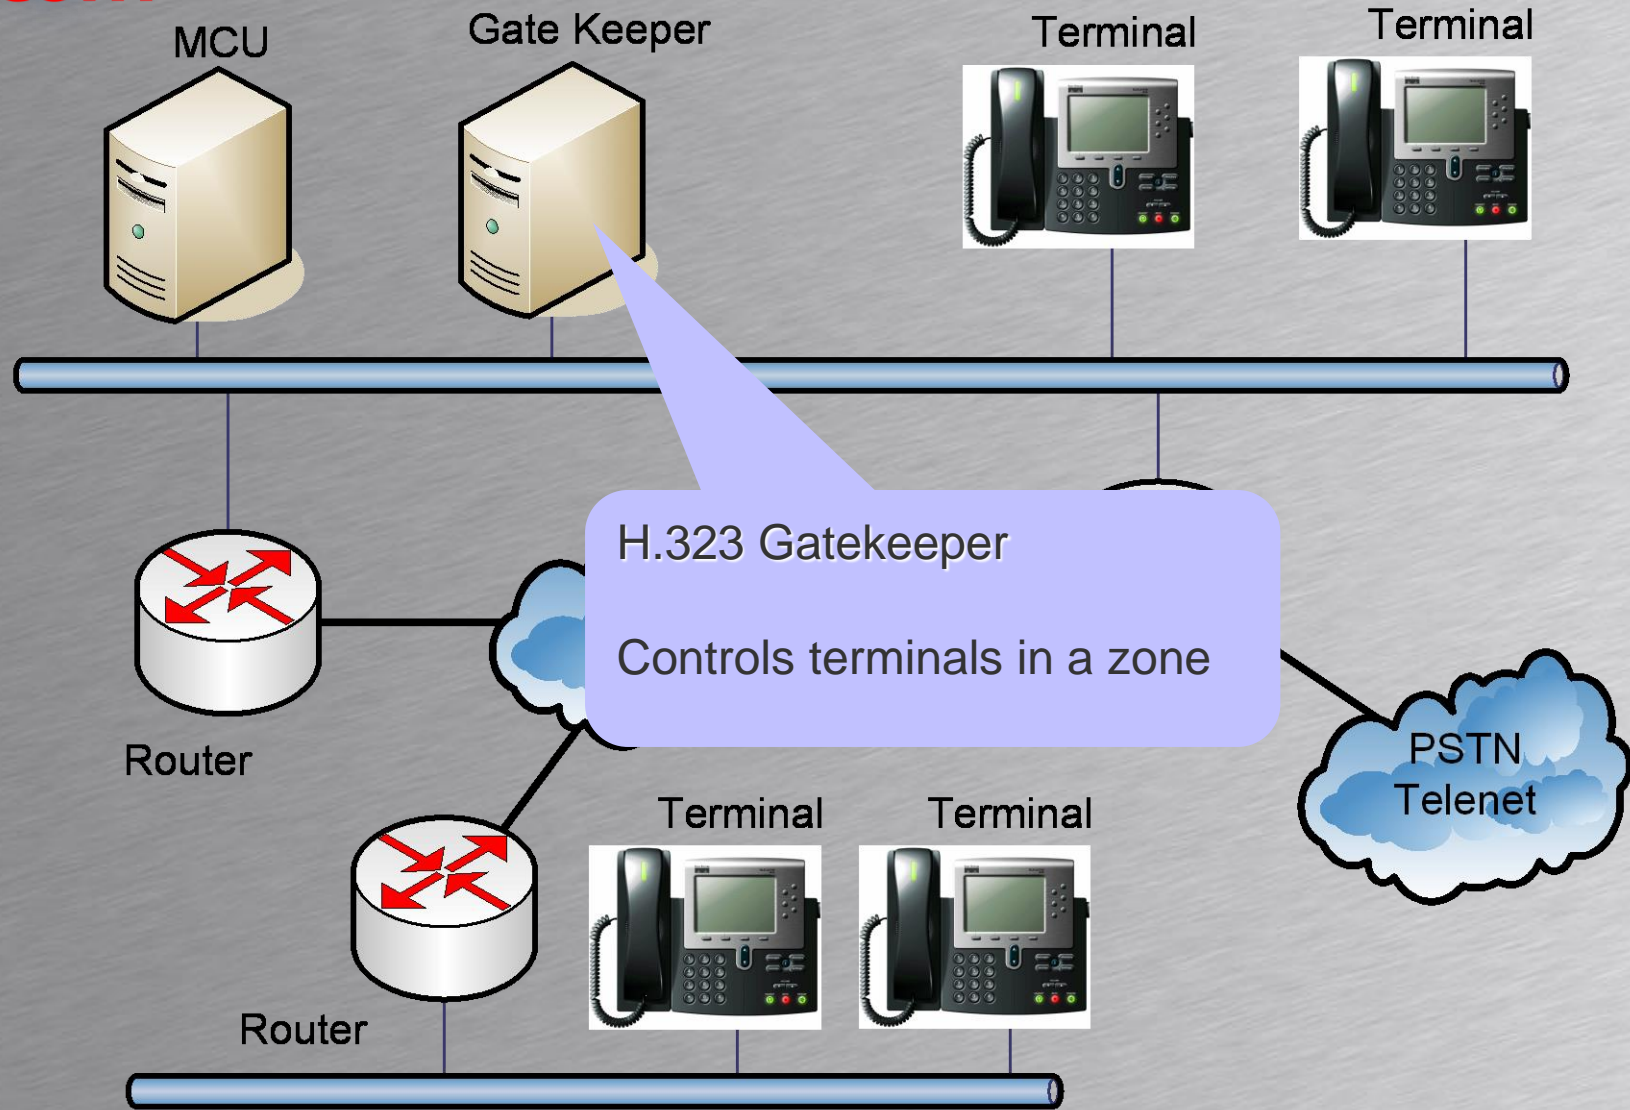 MCU
Gate Keeper
Terminal
Terminal
H.323 Gatekeeper
Controls terminals in a zone
Router
PSTN
Telenet
Terminal
Terminal
Router